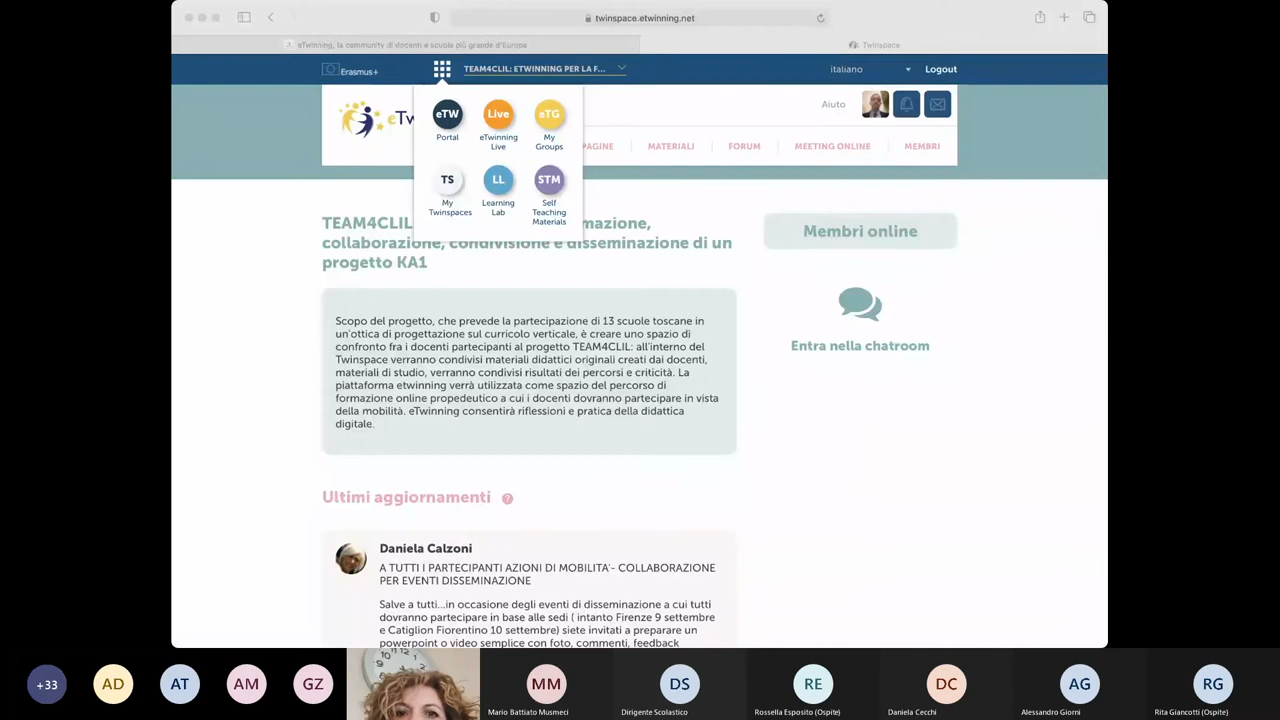 twinspace.etwinning.net
eTwinning, la community di docenti e scuole più grande d'Europa
Twinspace
Erasmus+
TEAM4CLIL: ETWINNING PER LA F...
italiano
Logout
eTW
Live
eTG
Portal
eTwinning
Live
My
Groups
TS
LL
STM
My
Twinspaces
Learning
Lab
Self
Teaching
Materials
eTw
Aiuto
PAGINE
MATERIALI
FORUM
MEETING ONLINE
MEMBRI
TEAM4CLIL
mazione,
collaborazione, condivisione e disseminazione di un
progetto KA1
Membri online
Entra nella chatroom
Scopo del progetto, che prevede la partecipazione di 13 scuole toscane in
un'ottica di progettazione sul curricolo verticale, è creare uno spazio di
confronto fra i docenti partecipanti al progetto TEAM4CLIL: all'interno del
Twinspace verranno condivisi materiali didattici originali creati dai docenti,
materiali di studio, verranno condivisi risultati dei percorsi e criticità. La
piattaforma etwinning verrà utilizzata come spazio del percorso di
formazione online propedeutico a cui i docenti dovranno partecipare in vista
della mobilità. eTwinning consentirà riflessioni e pratica della didattica
digitale.
Ultimi aggiornamenti ?
Daniela Calzoni
A TUTTI I PARTECIPANTI AZIONI DI MOBILITA'- COLLABORAZIONE
PER EVENTI DISSEMINAZIONE
Salve a tutti...in occasione degli eventi di disseminazione a cui tutti
dovranno partecipare in base alle sedi ( intanto Firenze 9 settembre
e Catiglion Fiorentino 10 settembre) siete invitati a preparare un
powerpoint o video semplice con foto, commenti, feedback
+33
AD
AT
AM
GZ
MM
DS
RE
DC
AG
RG
Mario Battiato Musmeci
Dirigente Scolastico
Rossella Esposito (Ospite)
Daniela Cecchi
Alessandro Giorni
Rita Giancotti (Ospite)